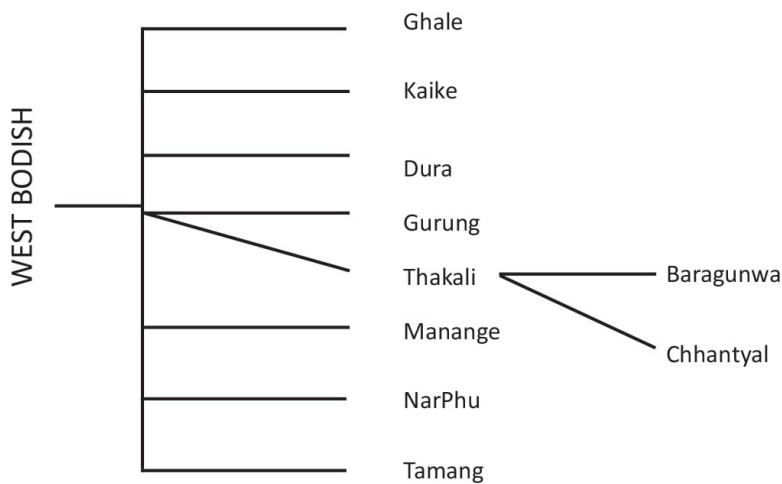 WEST BODISH
Ghale
Kaike
Dura
Gurung
Thakali
Baragunwa
Manange
Chhantyal
NarPhu
Tamang